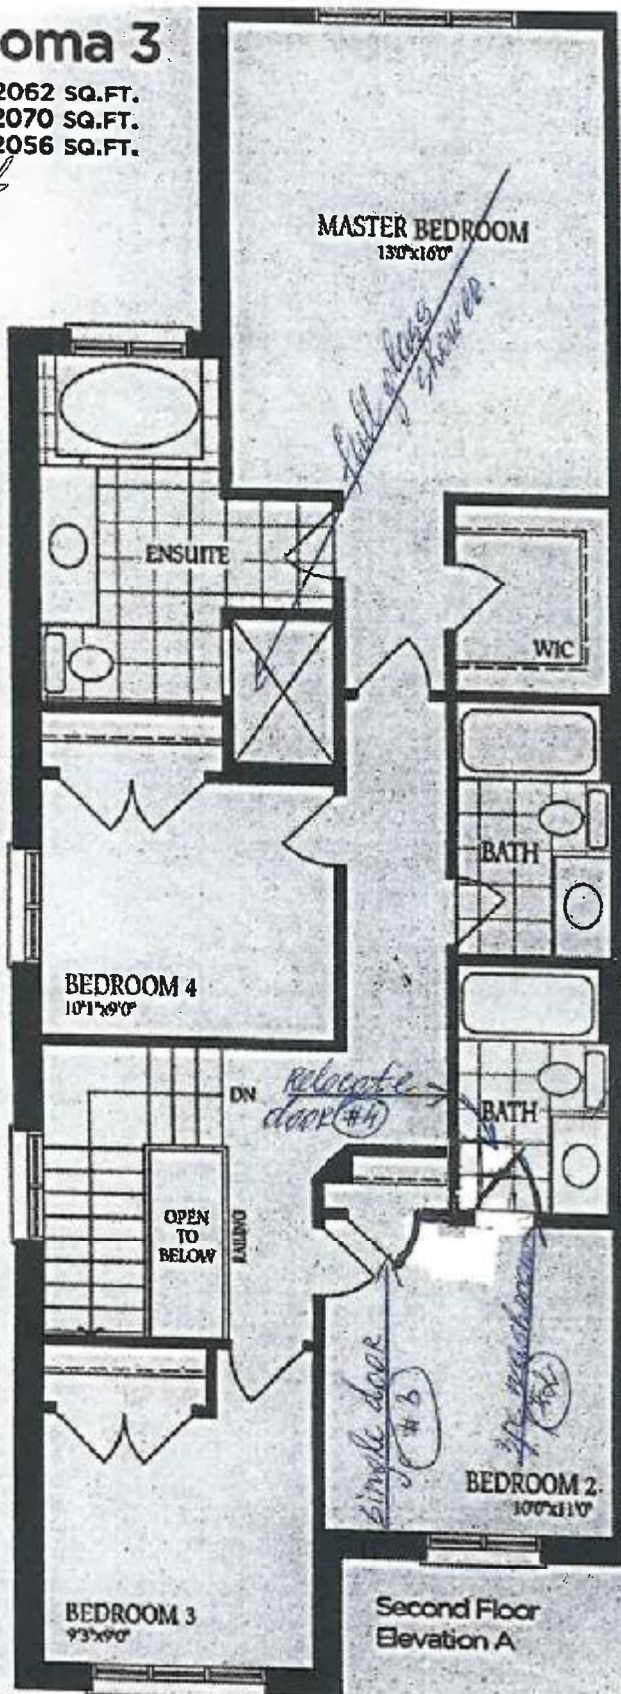 oma 3
2062 SQ.FT.
2070 SQ.FT.
2056 SQ.FT.
MASTER BEDROOM
13'0"x16'0"
full glass
shower
ENSUITE
WIC
BATH
BEDROOM 4
10'1"x9'0"
DN
Relocate
door #4
BATH
OPEN
TO
BELOW
RAILING
single door
#3
3pc washroom
BEDROOM 2
10'0"x11'0"
BEDROOM 3
9'3"x9'0"
Second Floor
Elevation A